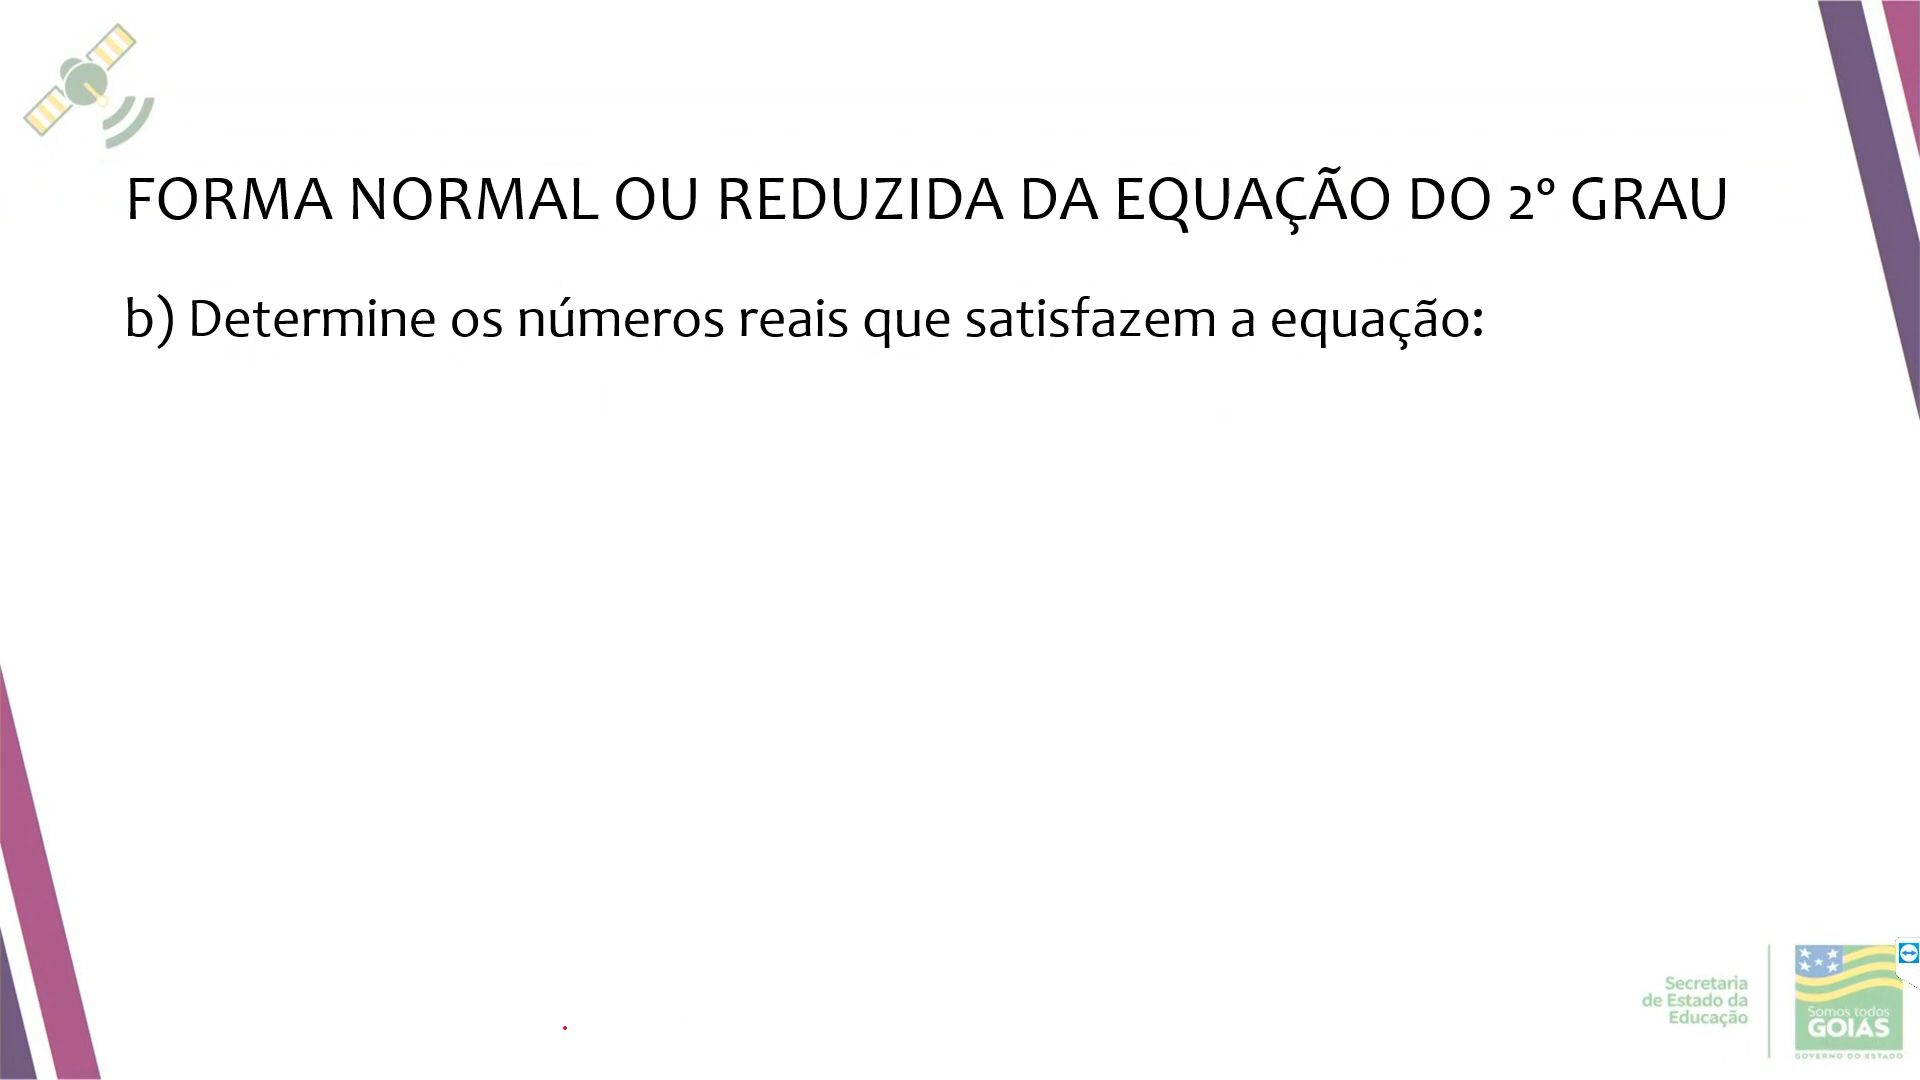 FORMA NORMAL OU REDUZIDA DA EQUAÇÃO DO 2º GRAU
b) Determine os números reais que satisfazem a equação:
Secretaria
de Estado da
Educação
Somos todos
GOIÁS
GOVERNO DO ESTADO